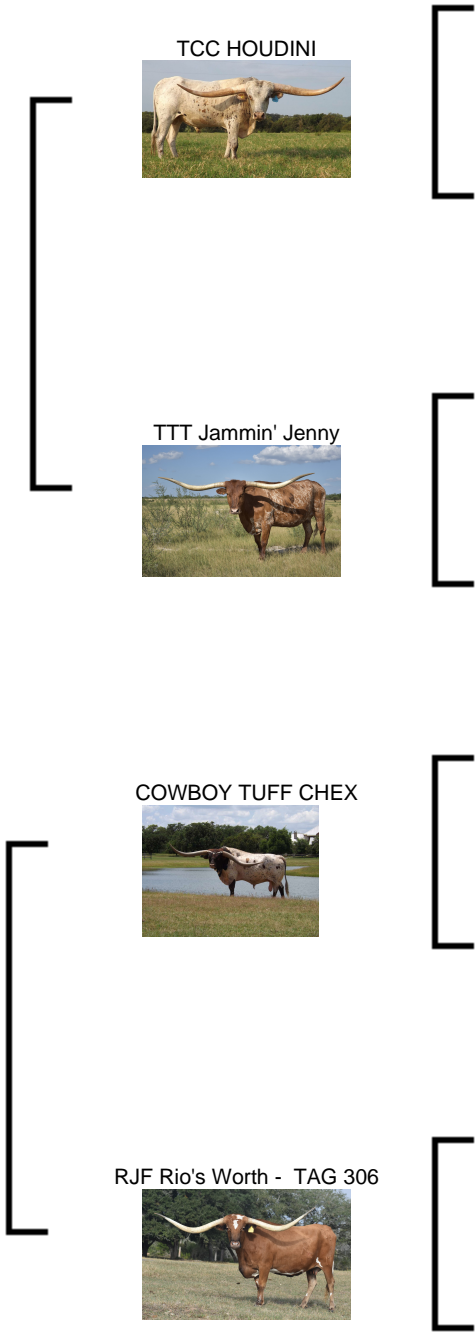 TCC HOUDINI
TTT Jammin' Jenny
COWBOY TUFF CHEX
RJF Rio's Worth -  TAG 306